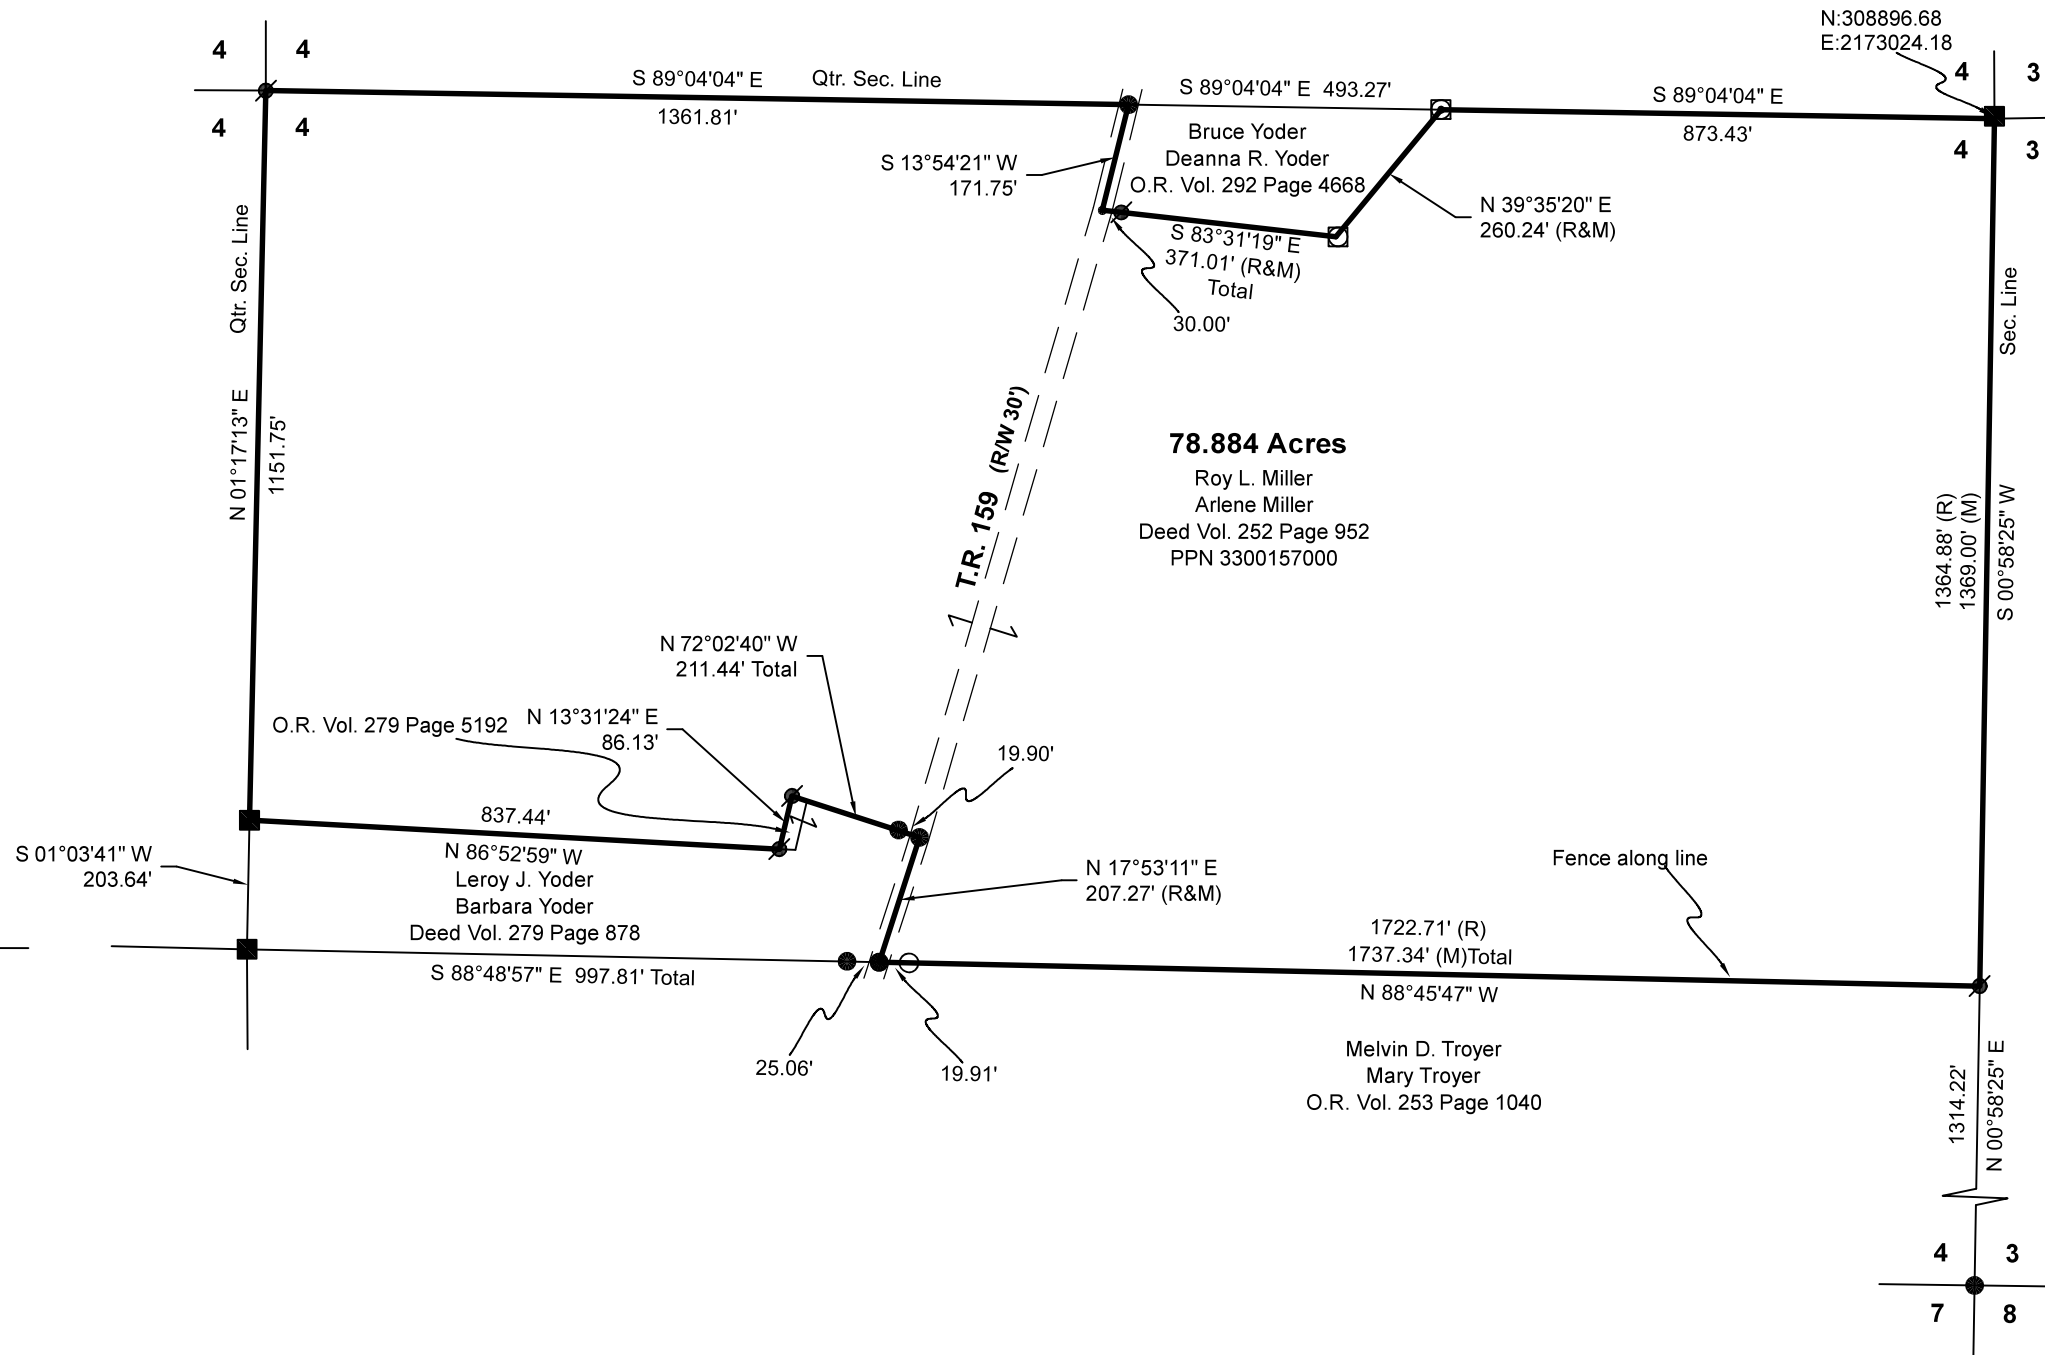 N:308896.68
E:2173024.18
4 4
4 3
S 89°04'04" E Qtr. Sec. Line
1361.81'
S 89°04'04" E 493.27'
S 89°04'04" E
873.43'
4 4
4 3
Bruce Yoder
Deanna R. Yoder
O.R. Vol. 292 Page 4668
S 13°54'21" W
171.75'
N 39°35'20" E
260.24' (R&M)
S 83°31'19" E
371.01' (R&M)
Total
30.00'
Qtr. Sec. Line
N 01°17'13" E
1151.75'
Sec. Line
1364.88' (R)
1369.00' (M)
S 00°58'25" W
T.R. 159 (R/W 30')
78.884 Acres
Roy L. Miller
Arlene Miller
Deed Vol. 252 Page 952
PPN 3300157000
N 72°02'40" W
211.44' Total
O.R. Vol. 279 Page 5192
N 13°31'24" E
86.13'
19.90'
837.44'
N 86°52'59" W
Leroy J. Yoder
Barbara Yoder
Deed Vol. 279 Page 878
S 01°03'41" W
203.64'
N 17°53'11" E
207.27' (R&M)
Fence along line
1722.71' (R)
1737.34' (M)Total
N 88°45'47" W
S 88°48'57" E 997.81' Total
25.06'
19.91'
Melvin D. Troyer
Mary Troyer
O.R. Vol. 253 Page 1040
1314.22'
N 00°58'25" E
4 3
7 8